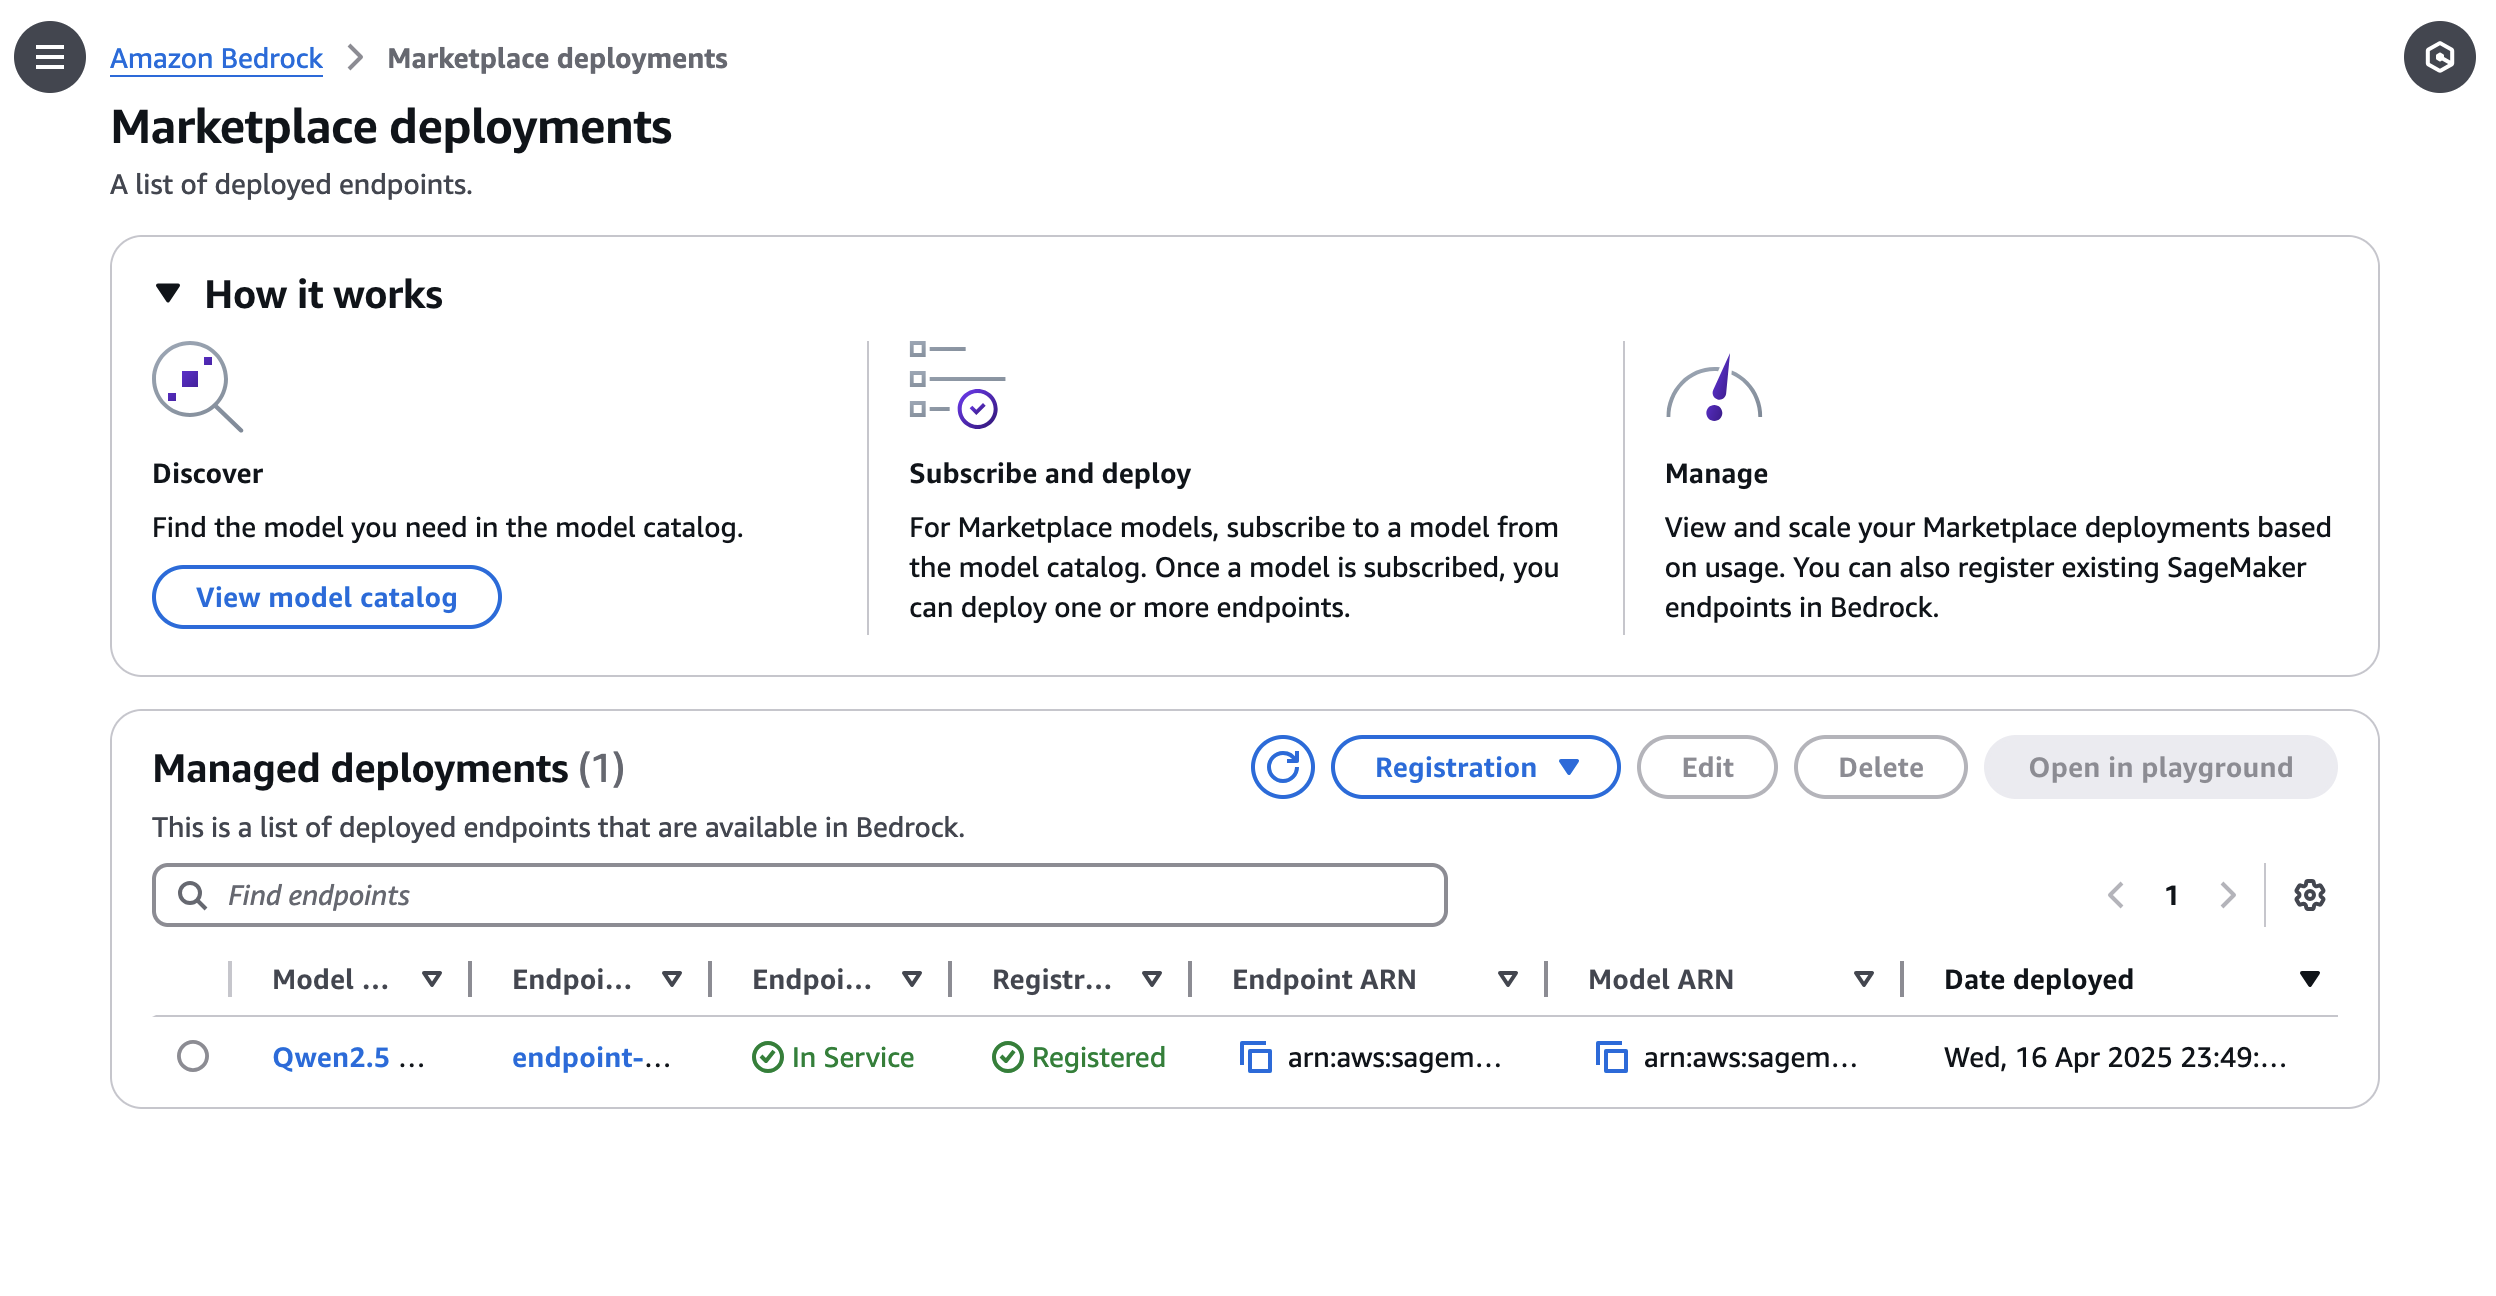 Amazon Bedrock
Marketplace deployments
Marketplace deployments
A list of deployed endpoints.
How it works
Discover
Find the model you need in the model catalog.
View model catalog
Subscribe and deploy
For Marketplace models, subscribe to a model from
the model catalog. Once a model is subscribed, you
can deploy one or more endpoints.
Manage
View and scale your Marketplace deployments based
on usage. You can also register existing SageMaker
endpoints in Bedrock.
Managed deployments (1)
Registration
Edit
Delete
Open in playground
This is a list of deployed endpoints that are available in Bedrock.
Find endpoints
1
Model ... Endpoi... Endpoi... Registr... Endpoint ARN Model ARN Date deployed
Qwen2.5 ... endpoint-... In Service Registered arn:aws:sagem... arn:aws:sagem... Wed, 16 Apr 2025 23:49:...